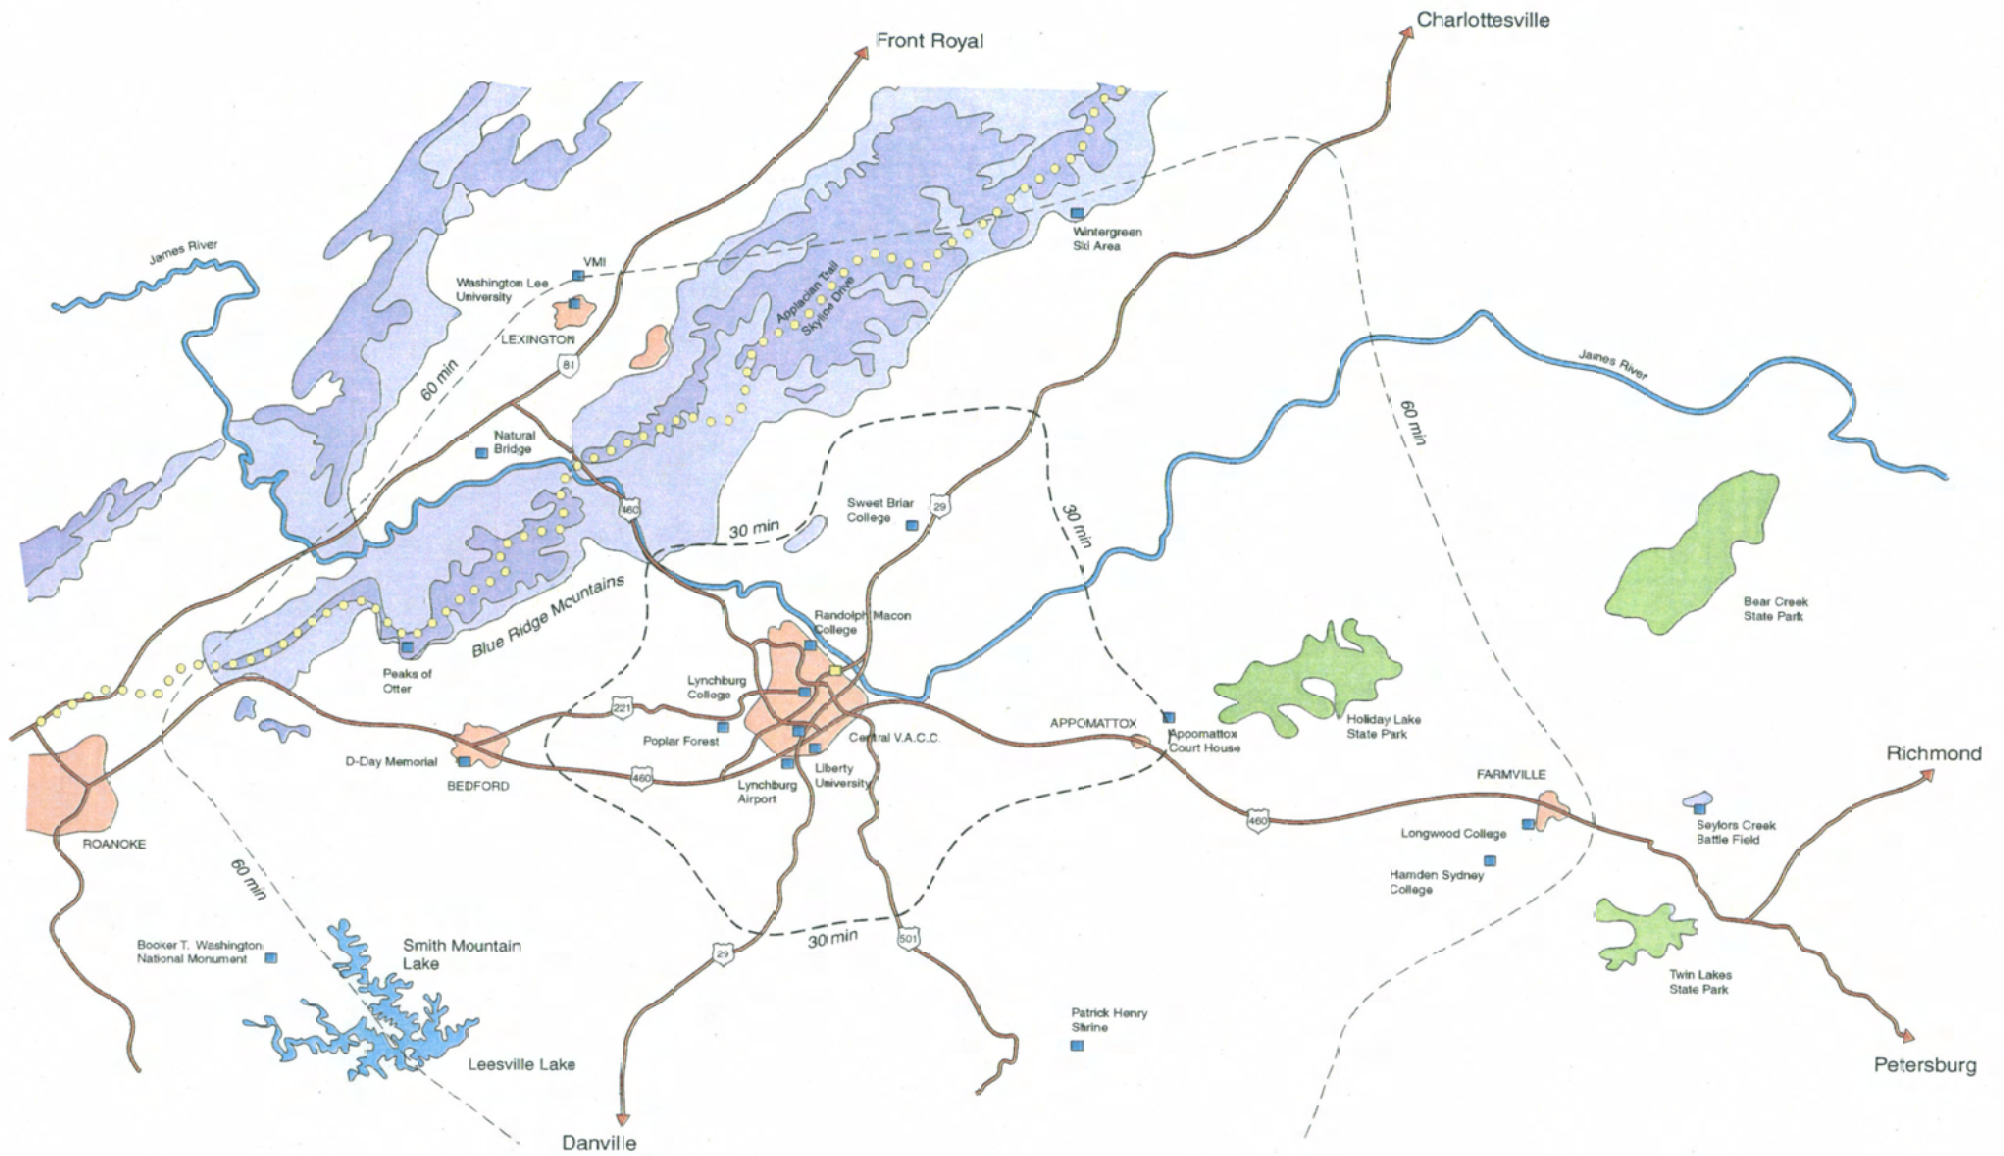 Charlottesville
Front Royal
James River
VMI
Washington Lee
University
LEXINGTON
81
Wintergreen
Ski Area
Applacian Trail
Skyline Drive
60 min
James River
60 min
Natural
Bridge
460
30 min
Sweet Briar
College
29
30 min
Blue Ridge Mountains
Bear Creek
State Park
Randolph Macon
College
Peaks of
Otter
Lynchburg
College
221
Poplar Forest
Central V.A.C.C.
APPOMATTOX
Appomattox
Court House
Holiday Lake
State Park
D-Day Memorial
BEDFORD
460
Lynchburg
Airport
Liberty
University
Richmond
FARMVILLE
460
Longwood College
Seylors Creek
Battle Field
Hamden Sydney
College
ROANOKE
60 min
Booker T. Washington
National Monument
Smith Mountain
Lake
30 min
29
501
Twin Lakes
State Park
Patrick Henry
Shrine
Leesville Lake
Petersburg
Danville